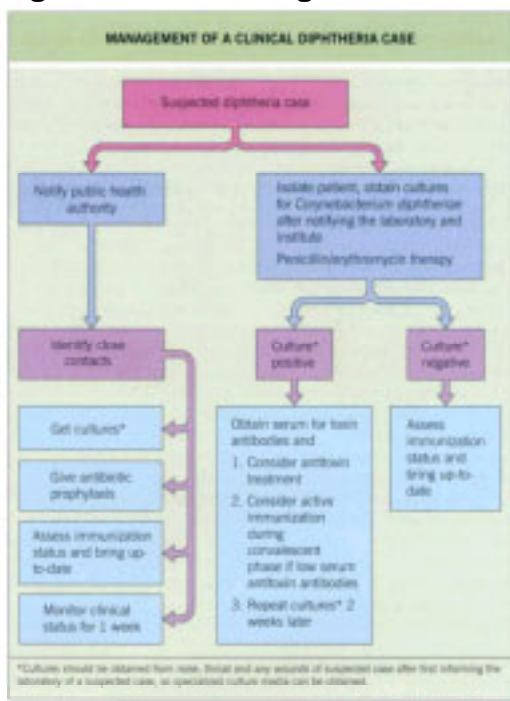 MANAGEMENT OF A CLINICAL DIPHTHERIA CASE
Suspected diphtheria case
Notify public health
authority
Isolate patient, obtain cultures
for Corynebacterium diphtheriae
after notifying the laboratory and
institute
Penicillin/erythromycin therapy
Identify close
contacts
Culture*
positive
Culture*
negative
Get cultures*
Give antibiotic
prophylaxis
Assess immunization
status and bring up-
to-date
Monitor clinical
status for 1 week
Obtain serum for toxin
antibodies and
1. Consider antitoxin
treatment
2. Consider active
immunization
during
convalescent
phase if low serum
antitoxin antibodies
3. Repeat cultures* 2
weeks later
Assess
immunization
status and
bring up-to-
date
*Cultures should be obtained from nose, throat and any wounds of suspected case after first informing the
laboratory of a suspected case, so specialized culture media can be obtained.